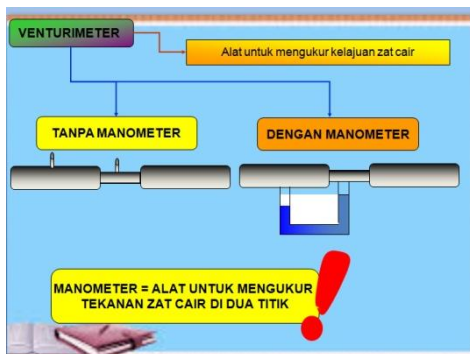 VENTURIMETER
Alat untuk mengukur kelajuan zat cair
TANPA MANOMETER
DENGAN MANOMETER
MANOMETER = ALAT UNTUK MENGUKUR
TEKANAN ZAT CAIR DI DUA TITIK